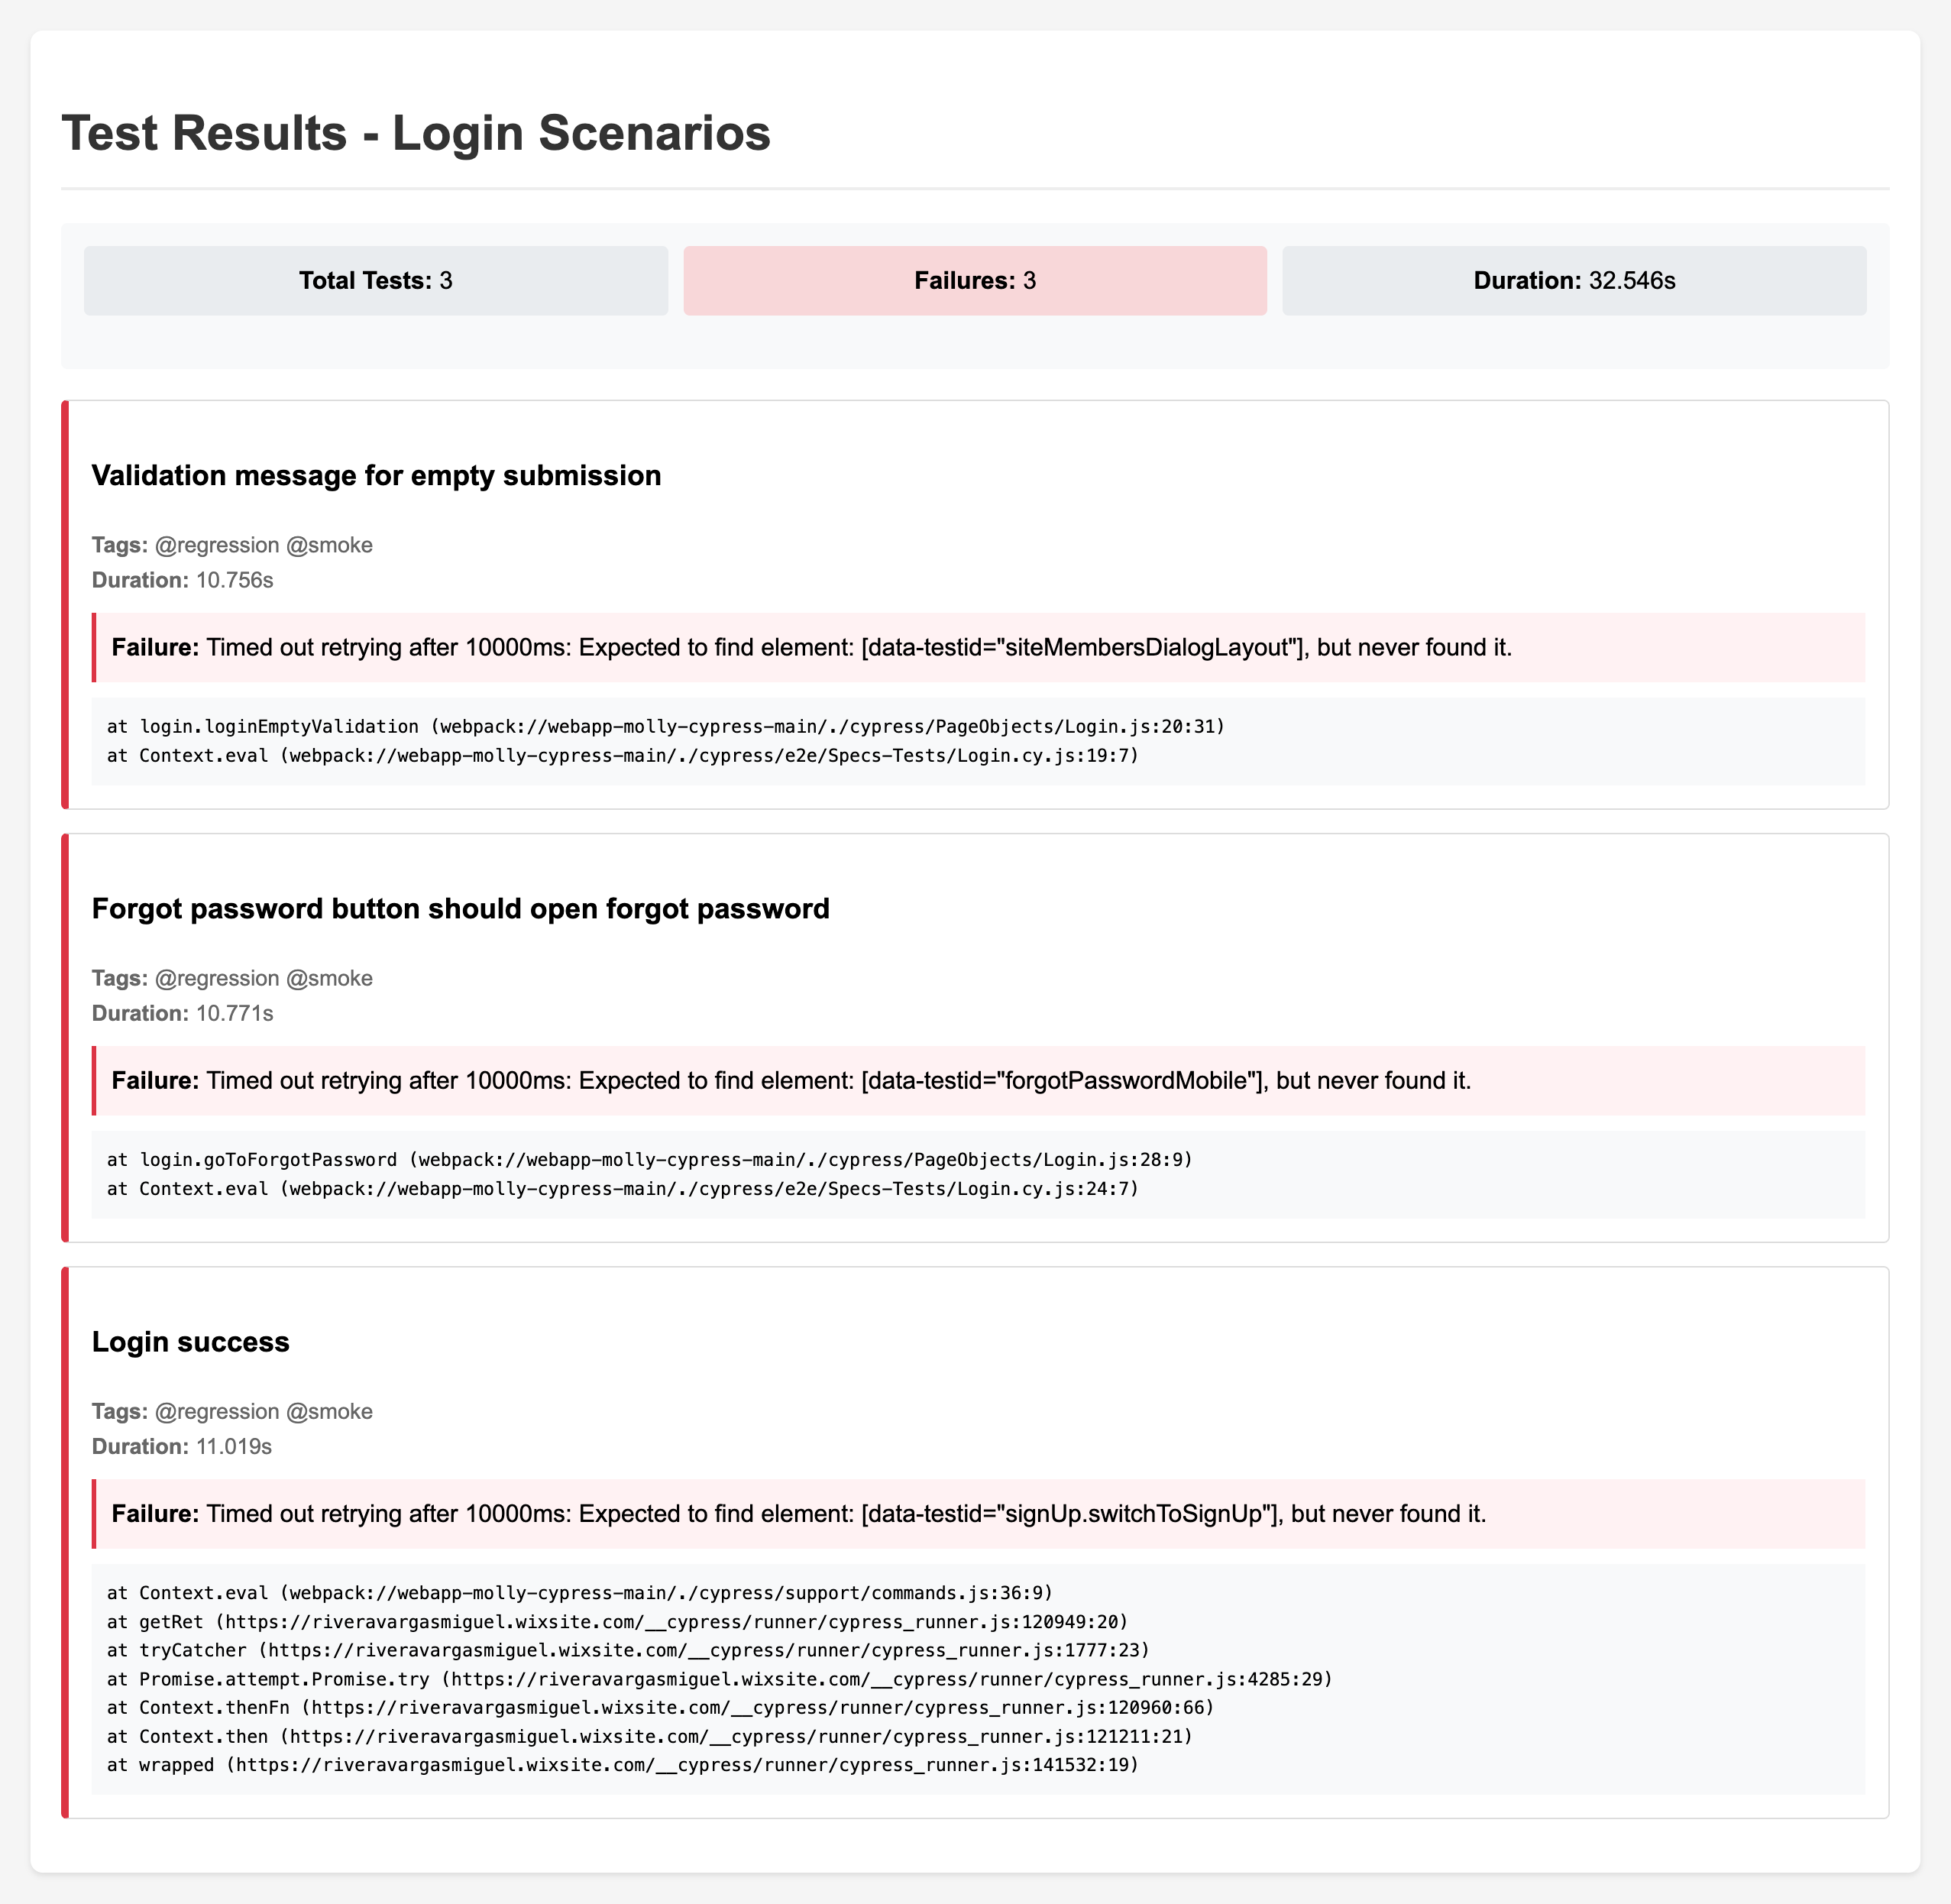 Test Results - Login Scenarios
Total Tests: 3
Failures: 3
Duration: 32.546s
Validation message for empty submission
Tags: @regression @smoke
Duration: 10.756s
Failure: Timed out retrying after 10000ms: Expected to find element: [data-testid="siteMembersDialogLayout"], but never found it.
at login.loginEmptyValidation (webpack://webapp-molly-cypress-main/./cypress/PageObjects/Login.js:20:31)
at Context.eval (webpack://webapp-molly-cypress-main/./cypress/e2e/Specs-Tests/Login.cy.js:19:7)
Forgot password button should open forgot password
Tags: @regression @smoke
Duration: 10.771s
Failure: Timed out retrying after 10000ms: Expected to find element: [data-testid="forgotPasswordMobile"], but never found it.
at login.goToForgotPassword (webpack://webapp-molly-cypress-main/./cypress/PageObjects/Login.js:28:9)
at Context.eval (webpack://webapp-molly-cypress-main/./cypress/e2e/Specs-Tests/Login.cy.js:24:7)
Login success
Tags: @regression @smoke
Duration: 11.019s
Failure: Timed out retrying after 10000ms: Expected to find element: [data-testid="signUp.switchToSignUp"], but never found it.
at Context.eval (webpack://webapp-molly-cypress-main/./cypress/support/commands.js:36:9)
at getRet (https://riveravargasmiguel.wixsite.com/__cypress/runner/cypress_runner.js:120949:20)
at tryCatcher (https://riveravargasmiguel.wixsite.com/__cypress/runner/cypress_runner.js:1777:23)
at Promise.attempt.Promise.try (https://riveravargasmiguel.wixsite.com/__cypress/runner/cypress_runner.js:4285:29)
at Context.thenFn (https://riveravargasmiguel.wixsite.com/__cypress/runner/cypress_runner.js:120960:66)
at Context.then (https://riveravargasmiguel.wixsite.com/__cypress/runner/cypress_runner.js:121211:21)
at wrapped (https://riveravargasmiguel.wixsite.com/__cypress/runner/cypress_runner.js:141532:19)